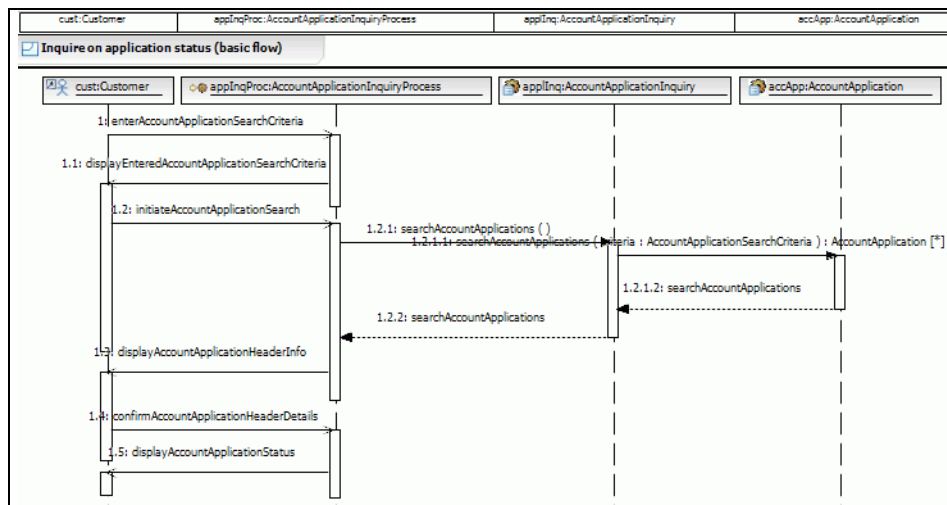 cust:Customer appInqProc:AccountApplicationInquiryProcess applInq:AccountApplicationInquiry accApp:AccountApplication
Inquire on application status (basic flow)
cust:Customer appInqProc:AccountApplicationInquiryProcess applInq:AccountApplicationInquiry accApp:AccountApplication
1: enterAccountApplicationSearchCriteria
1.1: displayEnteredAccountApplicationSearchCriteria
1.2: initiateAccountApplicationSearch
1.2.1: searchAccountApplications ( )
1.2.1.1: searchAccountApplications ( criteria : AccountApplicationSearchCriteria ) : AccountApplication [*]
1.2.1.2: searchAccountApplications
1.2.2: searchAccountApplications
1.3: displayAccountApplicationHeaderInfo
1.4: confirmAccountApplicationHeaderDetails
1.5: displayAccountApplicationStatus